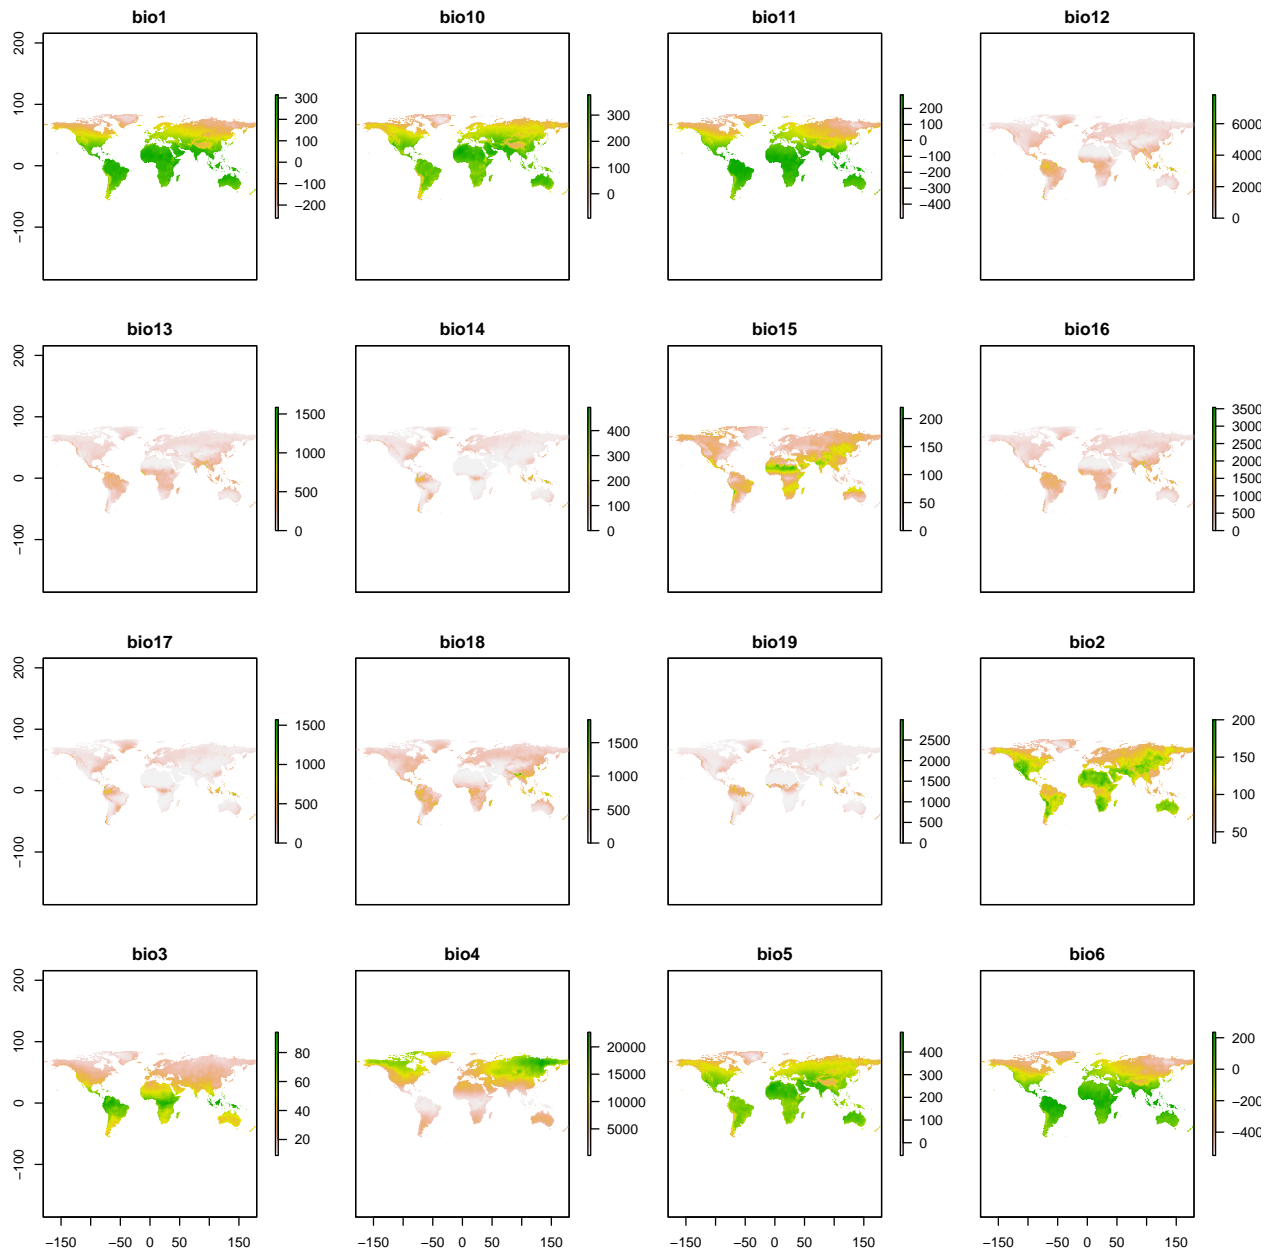 bio1 bio10 bio11 bio12
200 100 0 −100
300 200 100 0 −100 −200
300 200 100 0
200 100 0 −100 −200 −300 −400
6000 4000 2000 0
bio13 bio14 bio15 bio16
200 100 0 −100
1500 1000 500 0
400 300 200 100 0
200 150 100 50 0
3500 3000 2500 2000 1500 1000 500 0
bio17 bio18 bio19 bio2
200 100 0 −100
1500 1000 500 0
1500 1000 500 0
2500 2000 1500 1000 500 0
200 150 100 50
bio3 bio4 bio5 bio6
200 100 0 −100
80 60 40 20
20000 15000 10000 5000
400 300 200 100 0
200 0 −200 −400
−150 −50 0 50 150 −150 −50 0 50 150 −150 −50 0 50 150 −150 −50 0 50 150